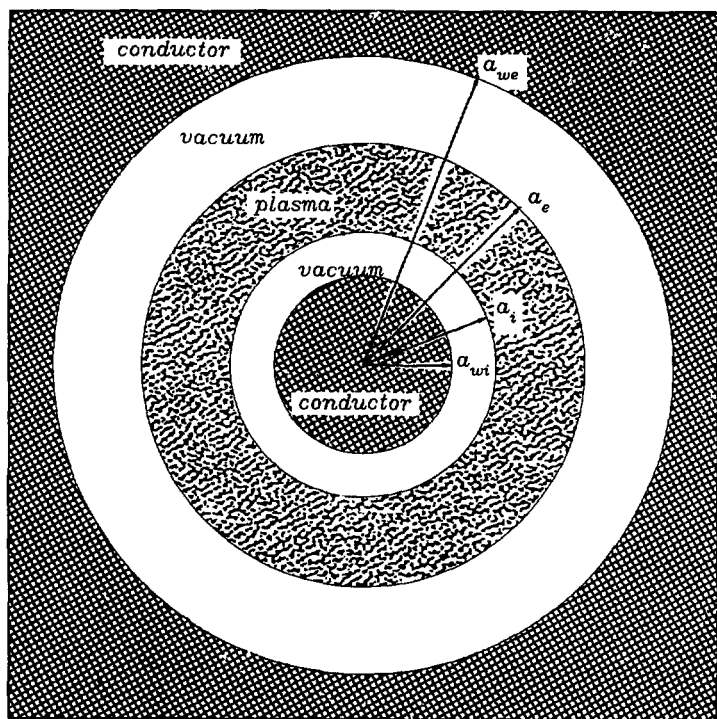 conductor
a_we
vacuum
a_e
plasma
vacuum
a_i
a_wi
conductor